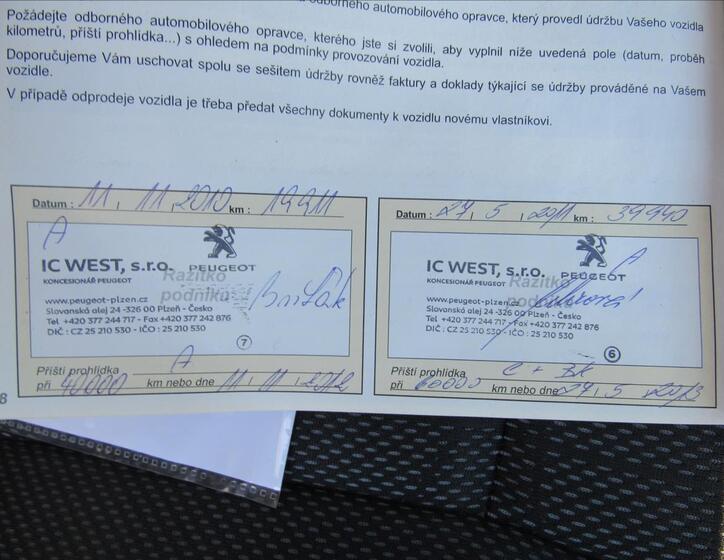 odborného automobilového opravce, který provedl údržbu Vašeho vozidla
Požádejte odborného automobilového opravce, kterého jste si zvolili, aby vyplnil níže uvedená pole (datum, proběh
kilometrů, příští prohlídka...) s ohledem na podmínky provozování vozidla.
Doporučujeme Vám uschovat spolu se sešitem údržby rovněž faktury a doklady týkající se údržby prováděné na Vašem
vozidle.
V případě odprodeje vozidla je třeba předat všechny dokumenty k vozidlu novému vlastníkovi.
Datum : 11, 11, 2010 km : 19911
A
IC WEST, s.r.o. PEUGEOT
KONCESIONÁŘ PEUGEOT
Razítko
podniku
www.peugeot-plzen.cz
Slovanská alej 24 -326 00 Plzeň - Česko
Tel +420 377 244 717 - Fax +420 377 242 876
DIČ : CZ 25 210 530 - IČO : 25 210 530
7
Příští prohlídka A
při 40000 km nebo dne 11, 11, 2012
Datum : 27, 5, 2011 km : 39940
A
IC WEST, s.r.o. PEUGEOT
KONCESIONÁŘ PEUGEOT
Razítko
podniku
www.peugeot-plzen.cz
Slovanská alej 24 -326 00 Plzeň - Česko
Tel +420 377 244 717 - Fax +420 377 242 876
DIČ : CZ 25 210 530 - IČO : 25 210 530
6
Příští prohlídka C + BK
při 60000 km nebo dne 27, 5 2013
8